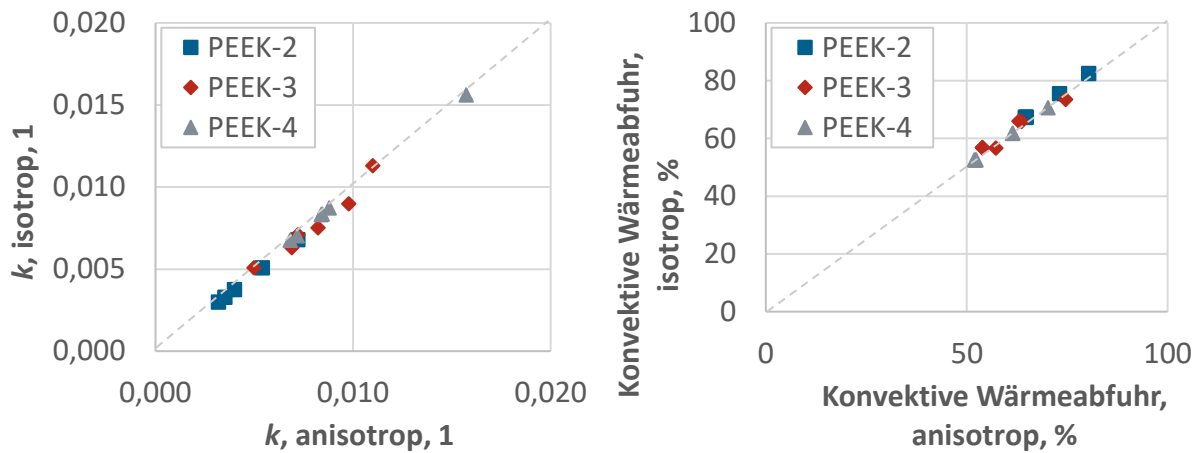 0,020
0,015
0,010
0,005
0,000
k, isotrop, 1
PEEK-2
PEEK-3
PEEK-4
0,000 0,010 0,020
k, anisotrop, 1
Konvektive Wärmeabfuhr,
isotrop, %
100
80
60
40
20
0
PEEK-2
PEEK-3
PEEK-4
0 50 100
Konvektive Wärmeabfuhr,
anisotrop, %